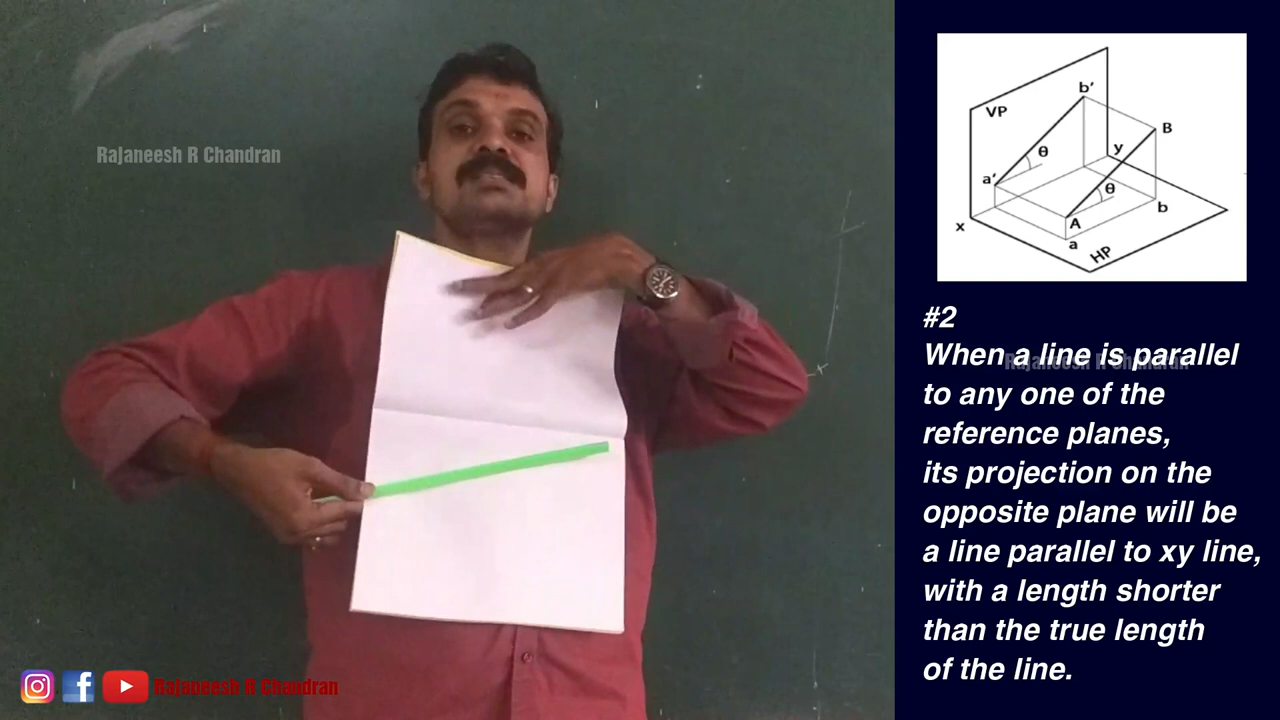 Rajaneesh R Chandran
VP
b’
B
θ
y
a’
θ
b
x
A
a
HP
#2
When a line is parallel
Rajaneesh R Chandran
to any one of the
reference planes,
its projection on the
opposite plane will be
a line parallel to xy line,
with a length shorter
than the true length
of the line.
Rajaneesh R Chandran